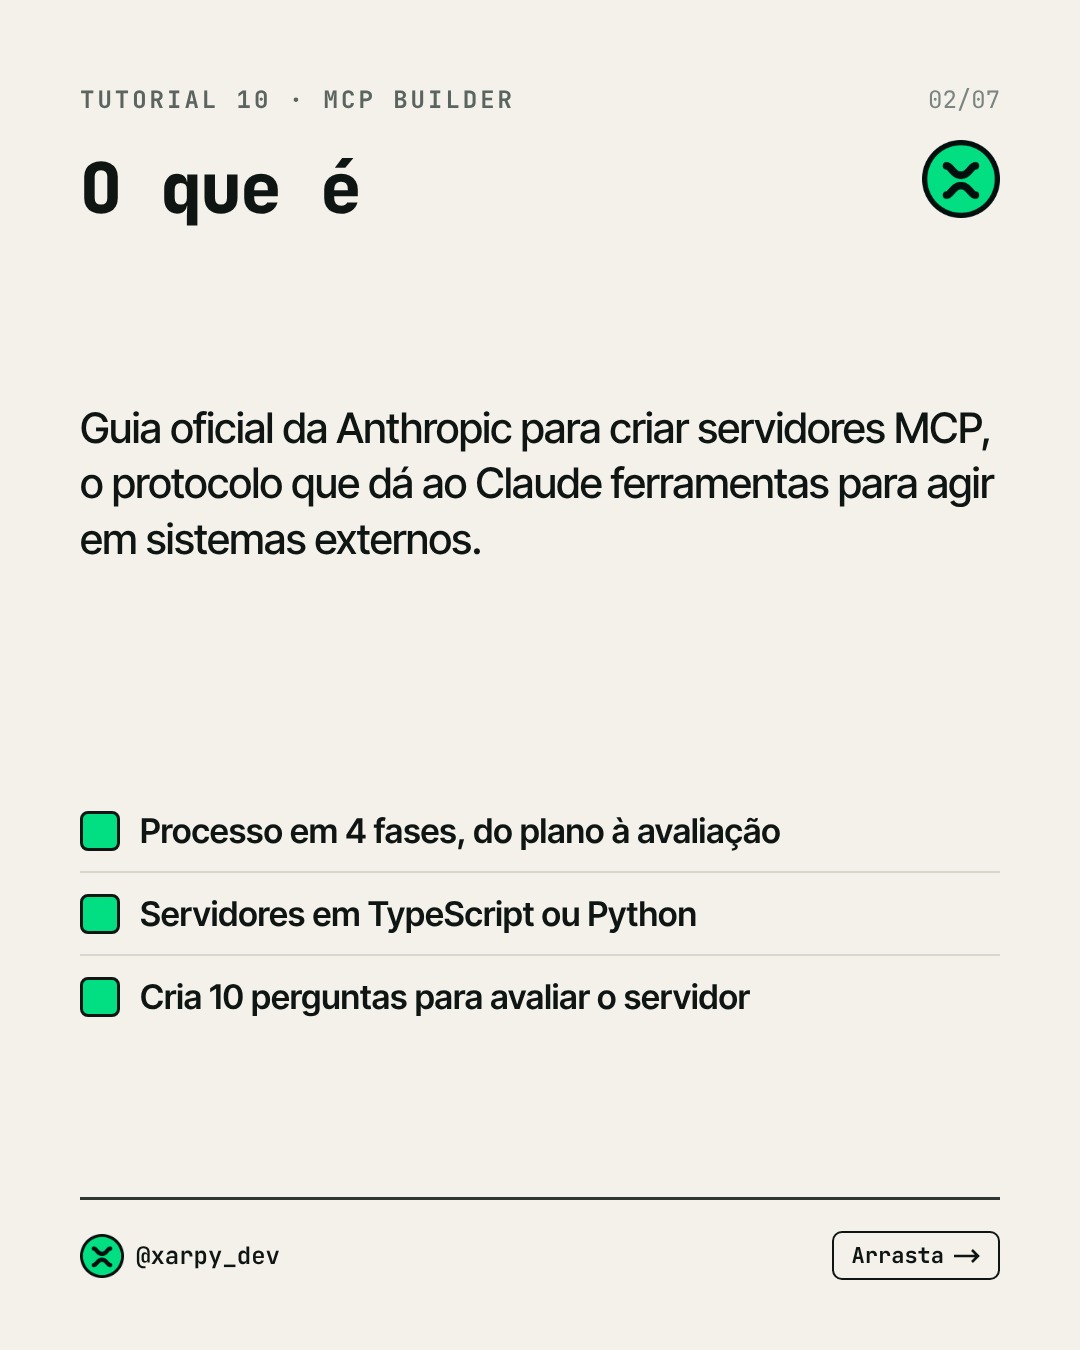 TUTORIAL 10 · MCP BUILDER
02/07
O que é
Guia oficial da Anthropic para criar servidores MCP,
o protocolo que dá ao Claude ferramentas para agir
em sistemas externos.
Processo em 4 fases, do plano à avaliação
Servidores em TypeScript ou Python
Cria 10 perguntas para avaliar o servidor
@xarpy_dev
Arrasta →